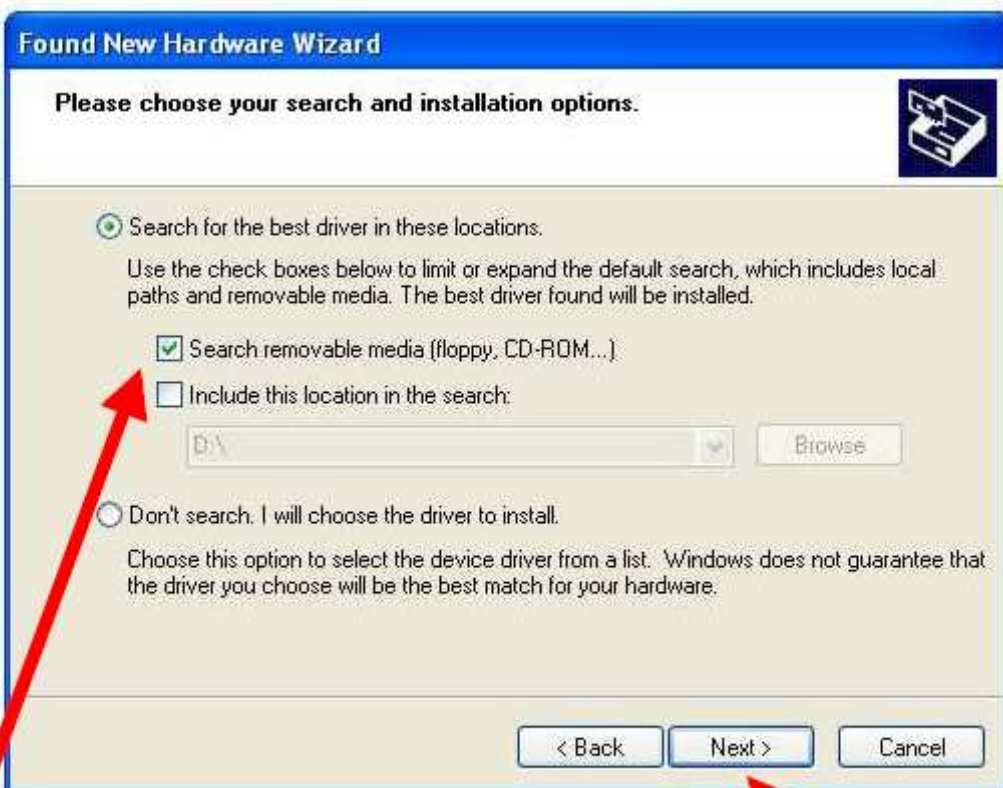 Found New Hardware Wizard
Please choose your search and installation options.
Search for the best driver in these locations.
Use the check boxes below to limit or expand the default search, which includes local
paths and removable media. The best driver found will be installed.
Search removable media (floppy, CD-ROM...)
Include this location in the search:
D:\
Browse
Don't search. I will choose the driver to install.
Choose this option to select the device driver from a list. Windows does not guarantee that
the driver you choose will be the best match for your hardware.
< Back
Next >
Cancel